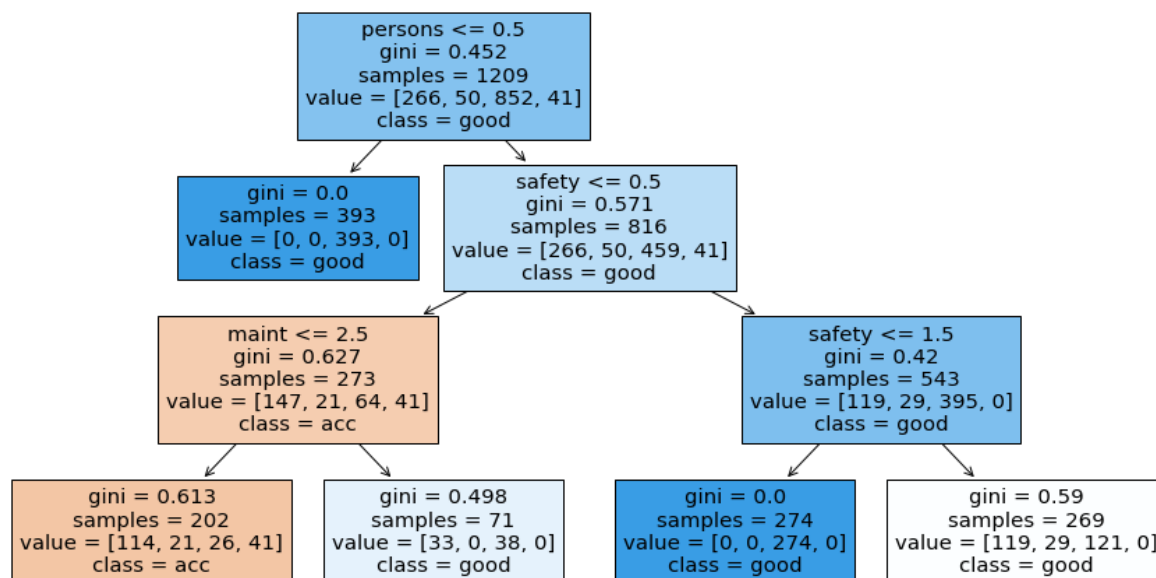 persons <= 0.5
gini = 0.452
samples = 1209
value = [266, 50, 852, 41]
class = good
gini = 0.0
samples = 393
value = [0, 0, 393, 0]
class = good
safety <= 0.5
gini = 0.571
samples = 816
value = [266, 50, 459, 41]
class = good
maint <= 2.5
gini = 0.627
samples = 273
value = [147, 21, 64, 41]
class = acc
safety <= 1.5
gini = 0.42
samples = 543
value = [119, 29, 395, 0]
class = good
gini = 0.613
samples = 202
value = [114, 21, 26, 41]
class = acc
gini = 0.498
samples = 71
value = [33, 0, 38, 0]
class = good
gini = 0.0
samples = 274
value = [0, 0, 274, 0]
class = good
gini = 0.59
samples = 269
value = [119, 29, 121, 0]
class = good